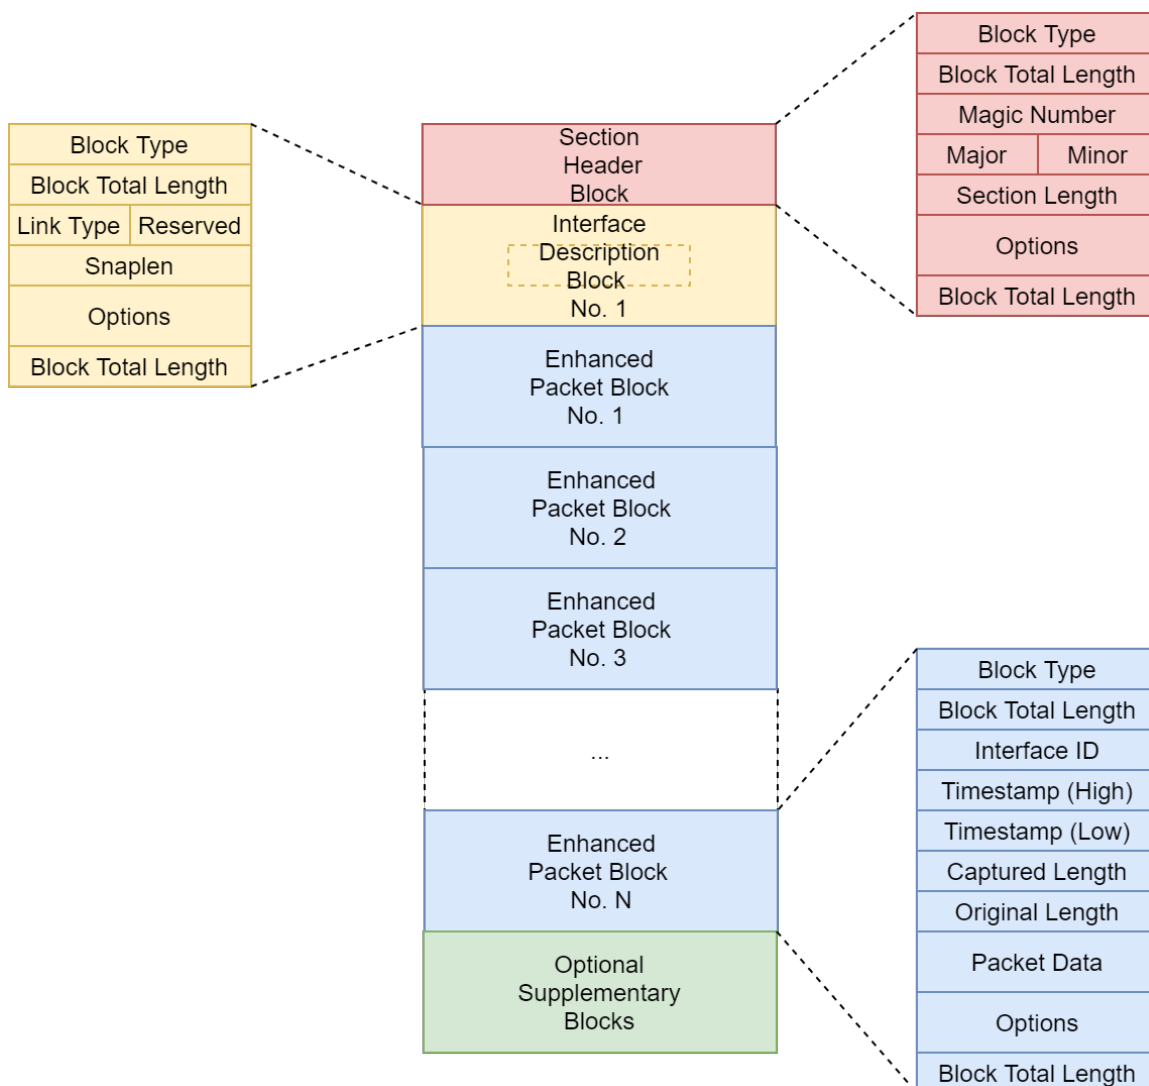 Block Type
Block Total Length
Link Type Reserved
Snaplen
Options
Block Total Length
Section
Header
Block
Interface
Description
Block
No. 1
Enhanced
Packet Block
No. 1
Enhanced
Packet Block
No. 2
Enhanced
Packet Block
No. 3
...
Enhanced
Packet Block
No. N
Optional
Supplementary
Blocks
Block Type
Block Total Length
Magic Number
Major Minor
Section Length
Options
Block Total Length
Block Type
Block Total Length
Interface ID
Timestamp (High)
Timestamp (Low)
Captured Length
Original Length
Packet Data
Options
Block Total Length